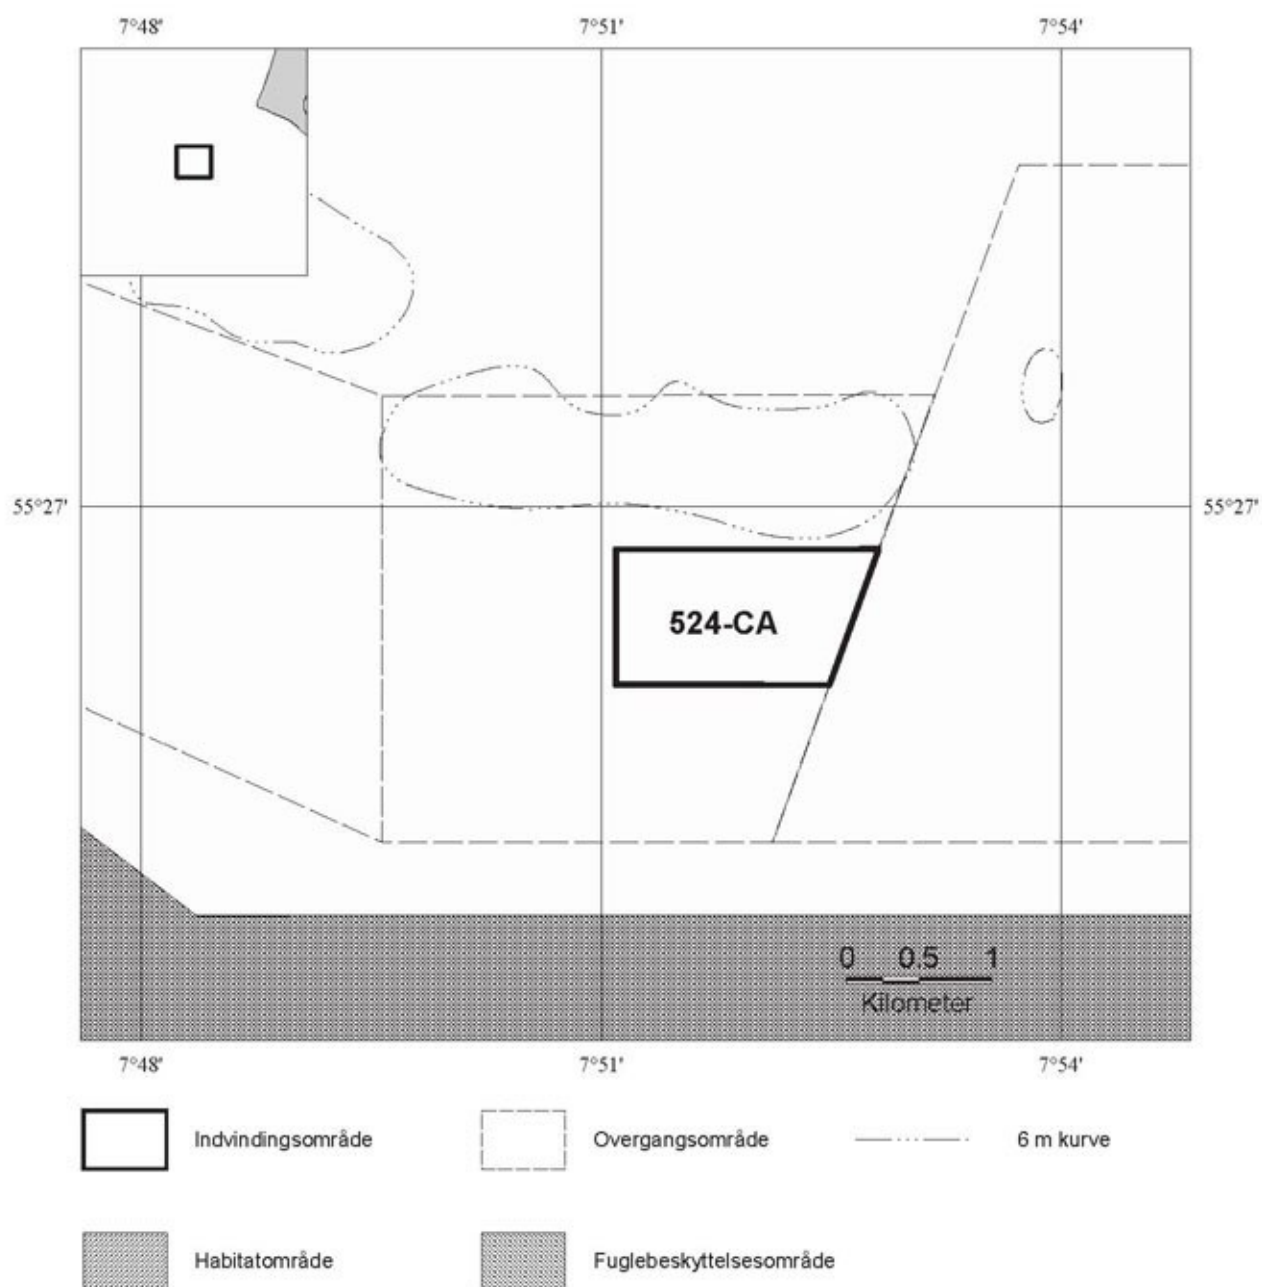 7°48' 7°51' 7°54'
55°27' 55°27'
524-CA
0 0.5 1
Kilometer
7°48' 7°51' 7°54'
Indvindingsområde Overgangsområde 6 m kurve
Habitatområde Fuglebeskyttelsesområde